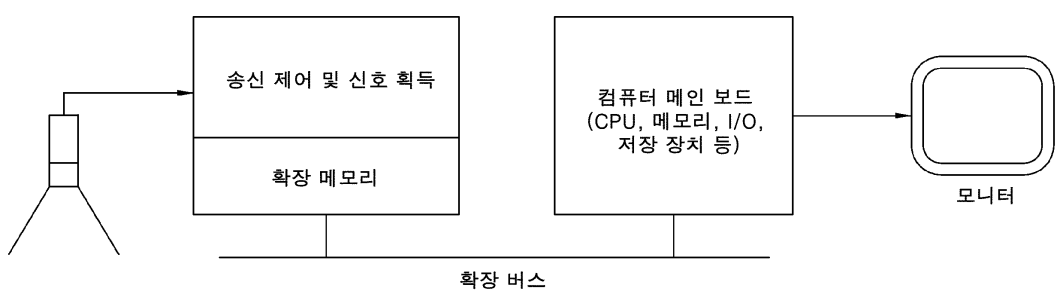 송신 제어 및 신호 획득
확장 메모리
컴퓨터 메인 보드
(CPU, 메모리, I/O,
저장 장치 등)
모니터
확장 버스